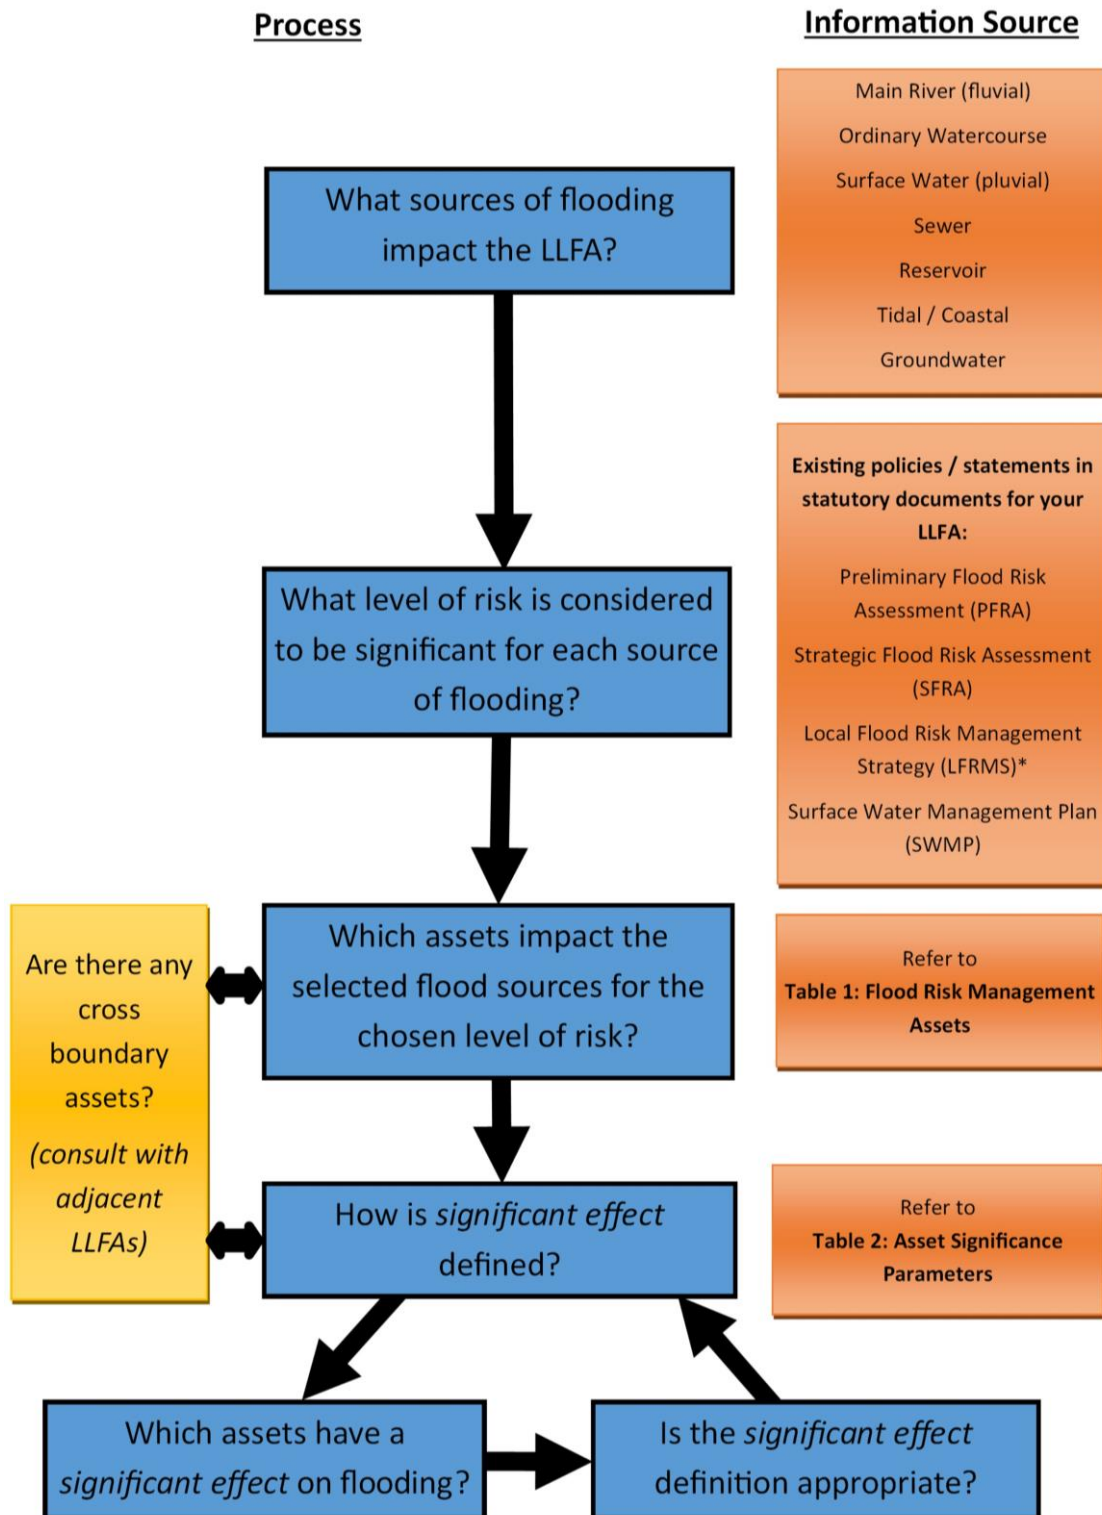 Process
Information Source
Main River (fluvial)
Ordinary Watercourse
Surface Water (pluvial)
Sewer
Reservoir
Tidal / Coastal
Groundwater
What sources of flooding
impact the LLFA?
Existing policies / statements in
statutory documents for your
LLFA:
Preliminary Flood Risk
Assessment (PFRA)
Strategic Flood Risk Assessment
(SFRA)
Local Flood Risk Management
Strategy (LFRMS)*
Surface Water Management Plan
(SWMP)
What level of risk is considered
to be significant for each source
of flooding?
Are there any
cross
boundary
assets?
(consult with
adjacent
LLFAs)
Which assets impact the
selected flood sources for the
chosen level of risk?
Refer to
Table 1: Flood Risk Management
Assets
How is significant effect
defined?
Refer to
Table 2: Asset Significance
Parameters
Which assets have a
significant effect on flooding?
Is the significant effect
definition appropriate?